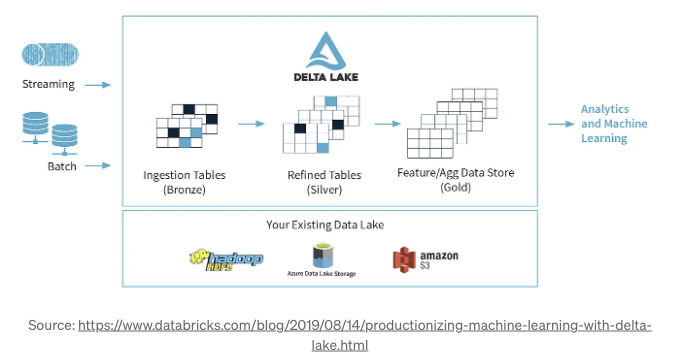 DELTA LAKE
Streaming
Batch
Ingestion Tables
(Bronze)
Refined Tables
(Silver)
Feature/Agg Data Store
(Gold)
Analytics
and Machine
Learning
Your Existing Data Lake
hadoop
HDFS
Azure Data Lake Storage
amazon
S3
Source: https://www.databricks.com/blog/2019/08/14/productionizing-machine-learning-with-delta-
lake.html